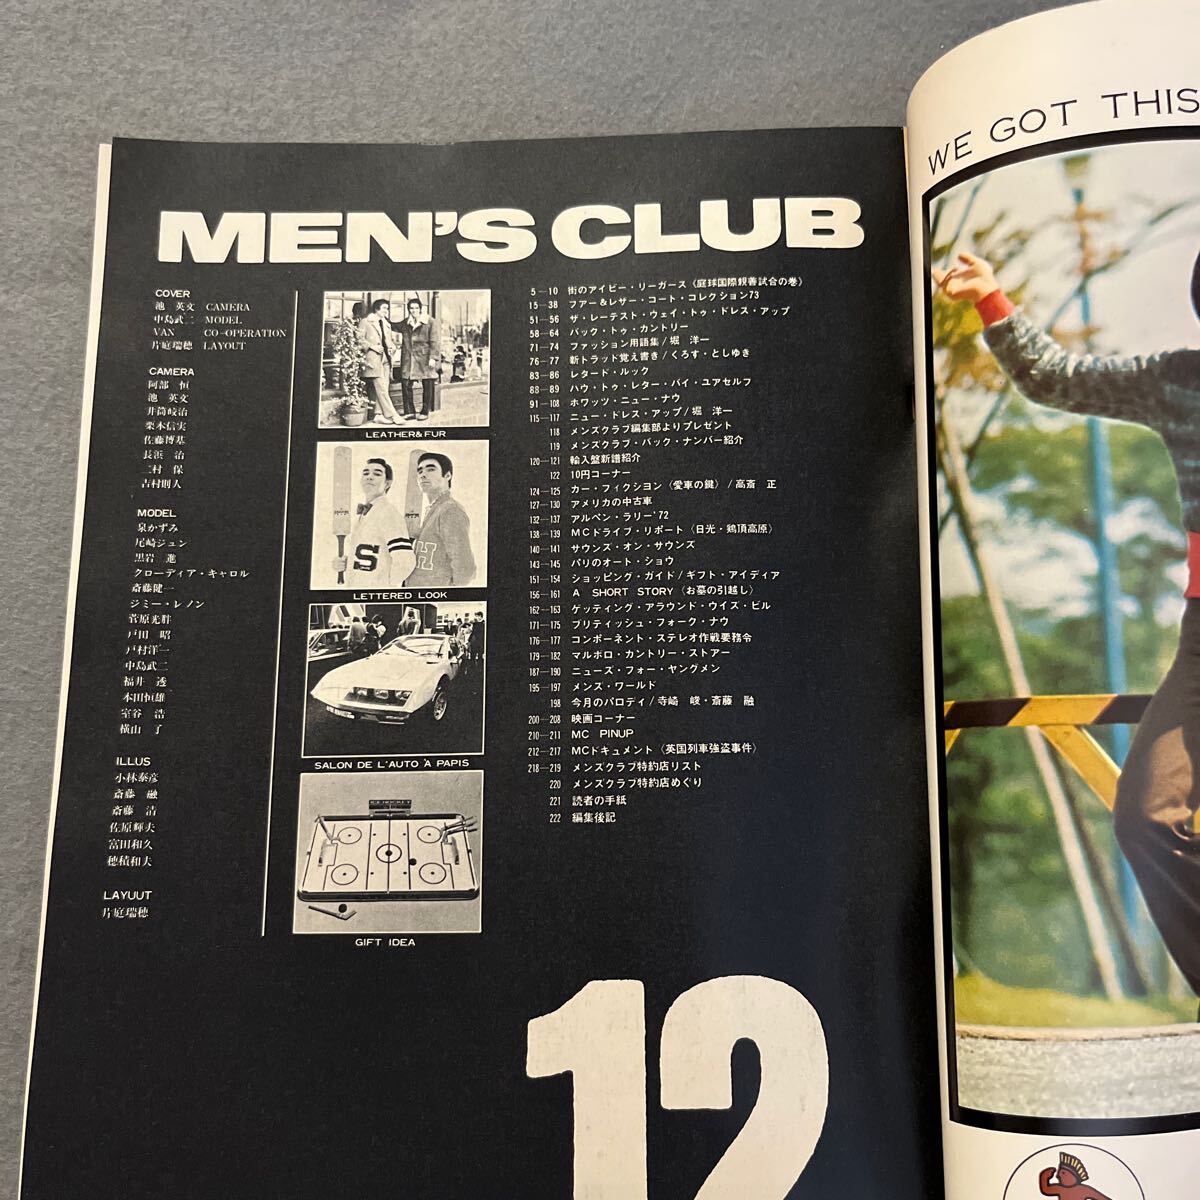 MEN'S CLUB
COVER
池 英文 CAMERA
中島武二 MODEL
VAN CO-OPERATION
片庭瑞穂 LAYOUT
CAMERA
阿部 恒
池 英文
井筒岐治
栗本信実
佐藤博基
長浜 治
二村 保
吉村則人
MODEL
泉かずみ
尾崎ジュン
黒岩 進
クローディア・キャロル
斎藤健一
ジミー・レノン
菅原光胖
戸田 昭
戸村洋一
中島武二
福井 透
本田恒雄
室谷 浩
横山 了
ILLUS
小林泰彦
斎藤 融
斎藤 清
佐原輝夫
富田和久
穂積和夫
LAYUUT
片庭瑞穂
LEATHER&FUR
LETTERED LOOK
SALON DE L'AUTO À PAPIS
ICE HOCKEY
GIFT IDEA
5—10 街のアイビー・リーガース〈庭球国際親善試合の巻〉
15—38 ファー&レザー・コート・コレクション73
51—56 ザ・レーテスト・ウェイ・トゥ・ドレス・アップ
58—64 バック・トゥ・カントリー
71—74 ファッション用語集/堀 洋一
76—77 新トラッド覚え書き/くろす・としゆき
83—86 レタード・ルック
88—89 ハウ・トゥ・レター・バイ・ユアセルフ
91—108 ホワッツ・ニュー・ナウ
115—117 ニュー・ドレス・アップ/堀 洋一
118 メンズクラブ編集部よりプレゼント
119 メンズクラブ・バック・ナンバー紹介
120—121 輸入盤新譜紹介
122 10円コーナー
124—125 カー・フィクション〈愛車の鍵〉/高斎 正
127—130 アメリカの中古車
132—137 アルペン・ラリー'72
138—139 MCドライブ・リポート〈日光・鶏頂高原〉
140—141 サウンズ・オン・サウンズ
143—145 パリのオート・ショウ
151—154 ショッピング・ガイド/ギフト・アイディア
156—161 A SHORT STORY〈お墓の引越し〉
162—163 ゲッティング・アラウンド・ウイズ・ビル
171—175 ブリティッシュ・フォーク・ナウ
176—177 コンポーネント・ステレオ作戦要務令
179—182 マルボロ・カントリー・ストアー
187—190 ニューズ・フォー・ヤングメン
195—197 メンズ・ワールド
198 今月のパロディ/寺崎 峻・斎藤 融
200—208 映画コーナー
210—211 MC PINUP
212—217 MCドキュメント〈英国列車強盗事件〉
218—219 メンズクラブ特約店リスト
220 メンズクラブ特約店めぐり
221 読者の手紙
222 編集後記
12
WE GOT THIS
S
H